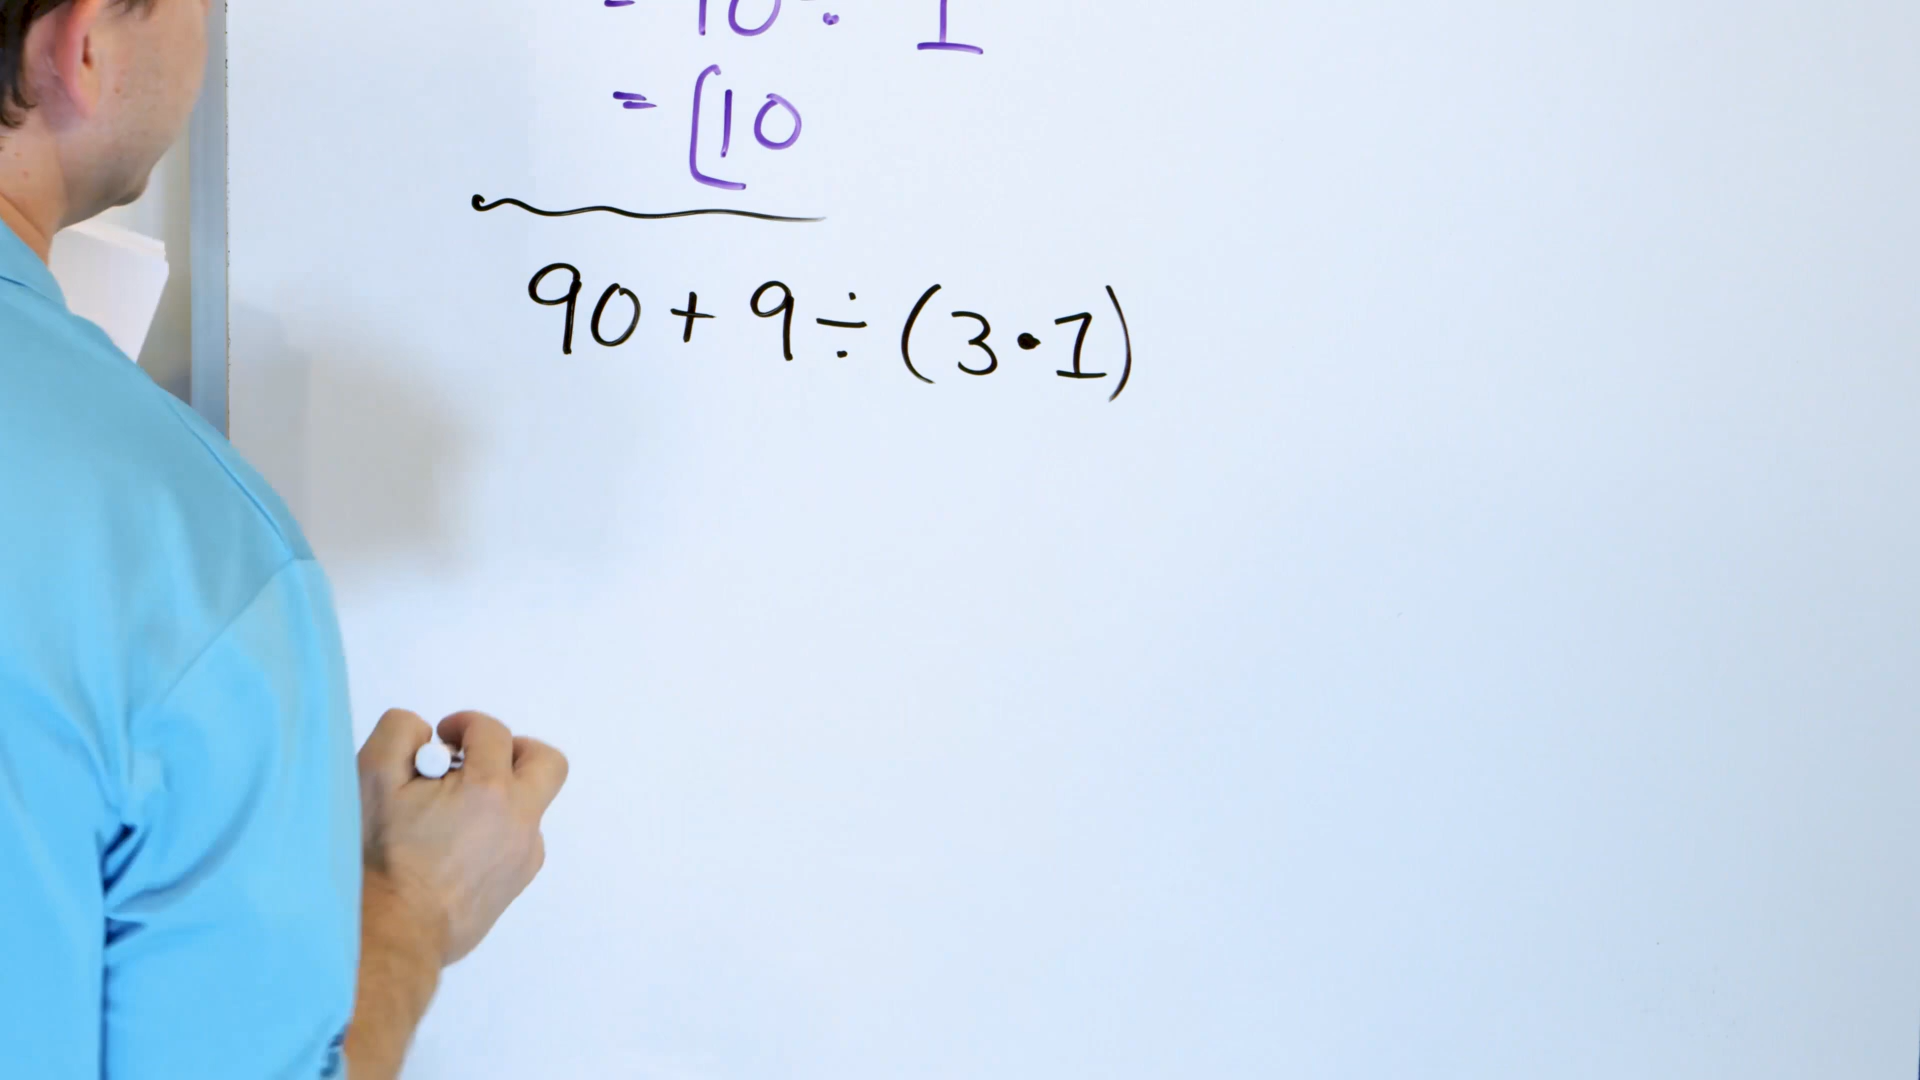 = 10 ÷ 1
= [10
90 + 9 ÷ (3 • 1)